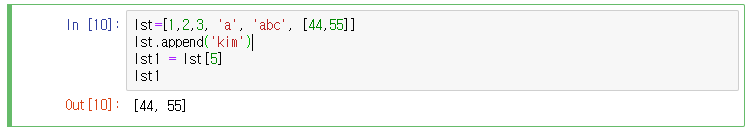 In [10]: lst=[1,2,3, 'a', 'abc', [44,55]]
lst.append('kim')
lst1 = lst[5]
lst1
Out[10]: [44, 55]